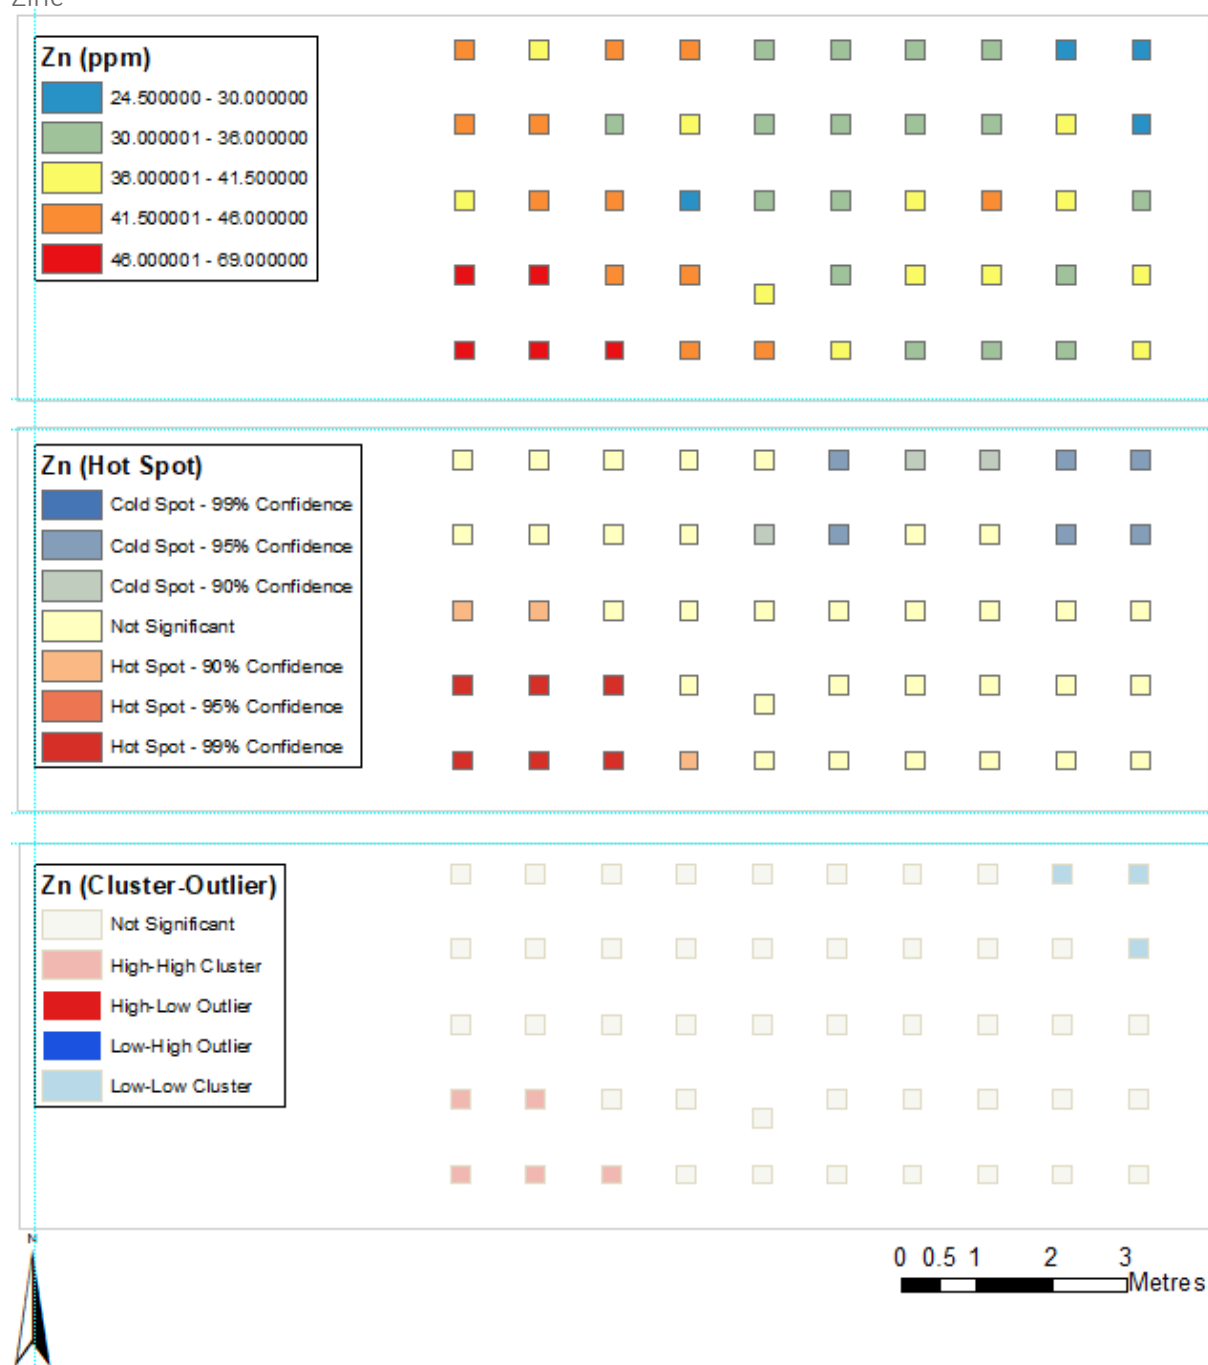 Zinc
Zn (ppm)
24.500000 - 30.000000
30.000001 - 36.000000
36.000001 - 41.500000
41.500001 - 46.000000
46.000001 - 69.000000
Zn (Hot Spot)
Cold Spot - 99% Confidence
Cold Spot - 95% Confidence
Cold Spot - 90% Confidence
Not Significant
Hot Spot - 90% Confidence
Hot Spot - 95% Confidence
Hot Spot - 99% Confidence
Zn (Cluster-Outlier)
Not Significant
High-High Cluster
High-Low Outlier
Low-High Outlier
Low-Low Cluster
N
0 0.5 1 2 3
Metres